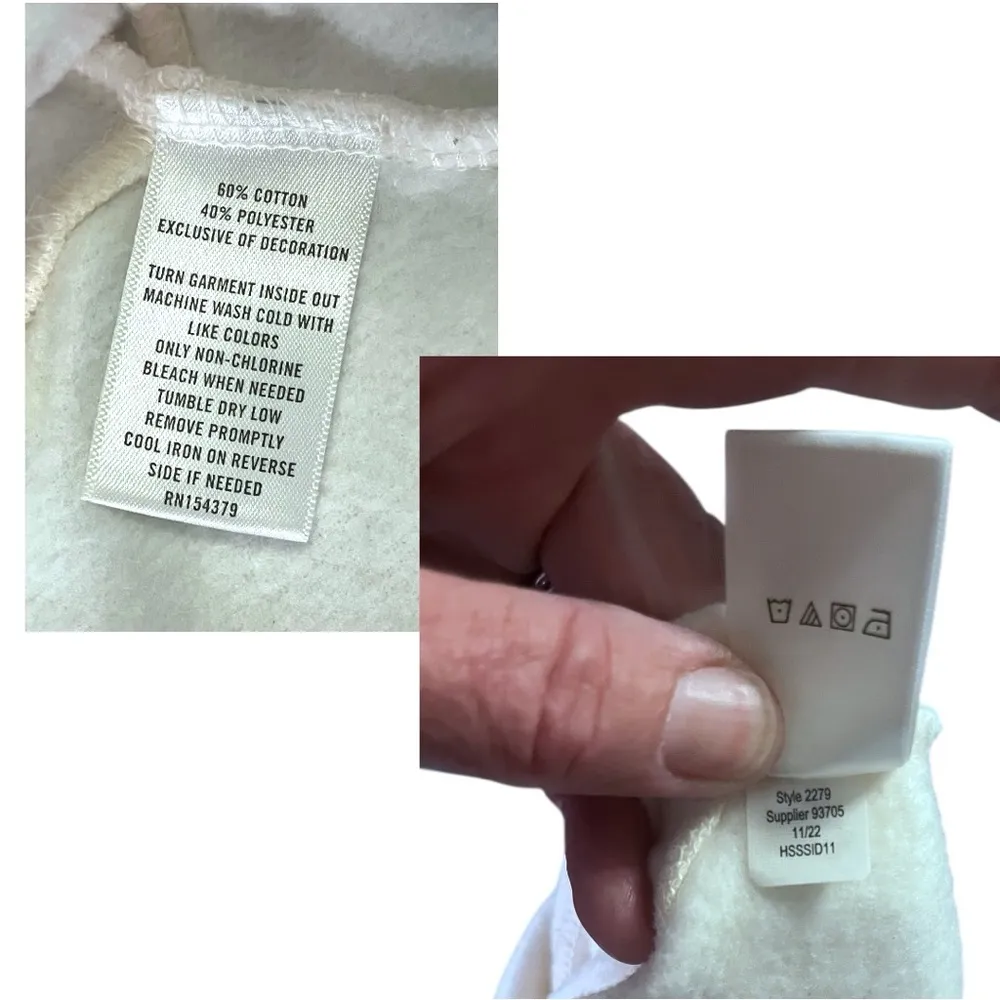 60% COTTON
40% POLYESTER
EXCLUSIVE OF DECORATION
TURN GARMENT INSIDE OUT
MACHINE WASH COLD WITH
LIKE COLORS
ONLY NON-CHLORINE
BLEACH WHEN NEEDED
TUMBLE DRY LOW
REMOVE PROMPTLY
COOL IRON ON REVERSE
SIDE IF NEEDED
RN154379
Style 2279
Supplier 93705
11/22
HSSSID11